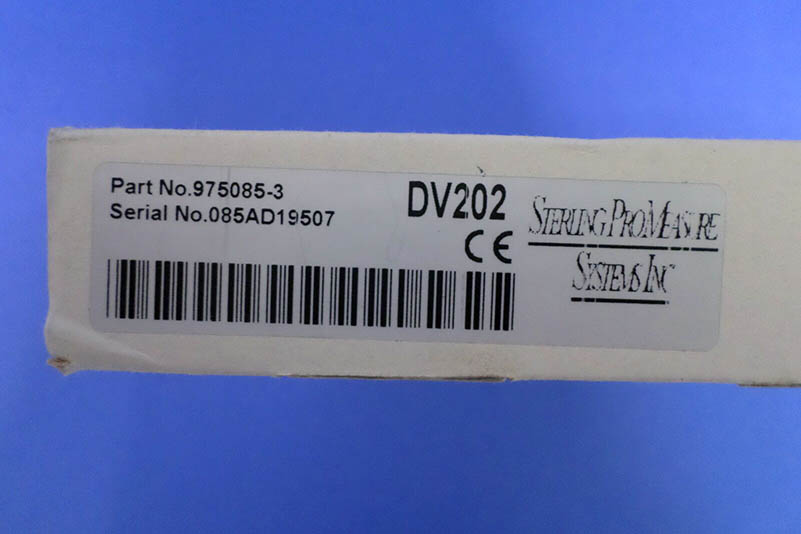 Part No.975085-3
Serial No.085AD19507
DV202
CE
STERLING PROMEASURE
SYSTEMS INC